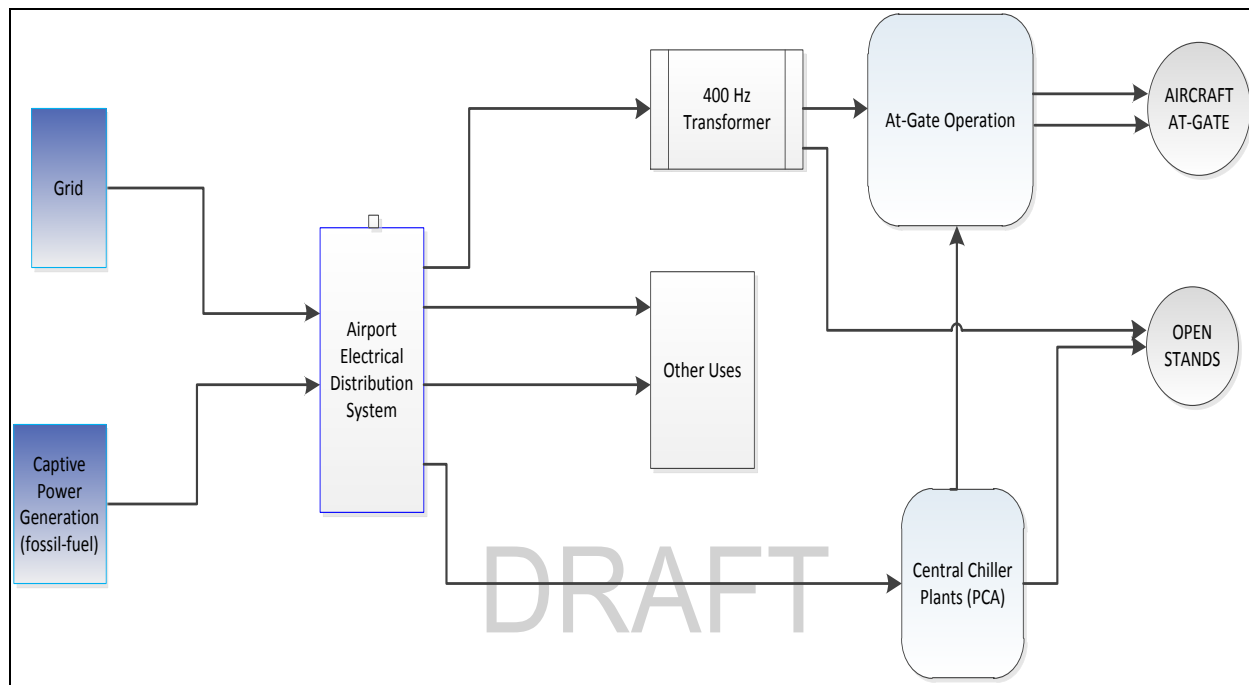 400 Hz
Transformer
At-Gate Operation
AIRCRAFT
AT-GATE
Grid
Airport
Electrical
Distribution
System
Other Uses
OPEN
STANDS
Captive
Power
Generation
(fossil-fuel)
Central Chiller
Plants (PCA)
DRAFT